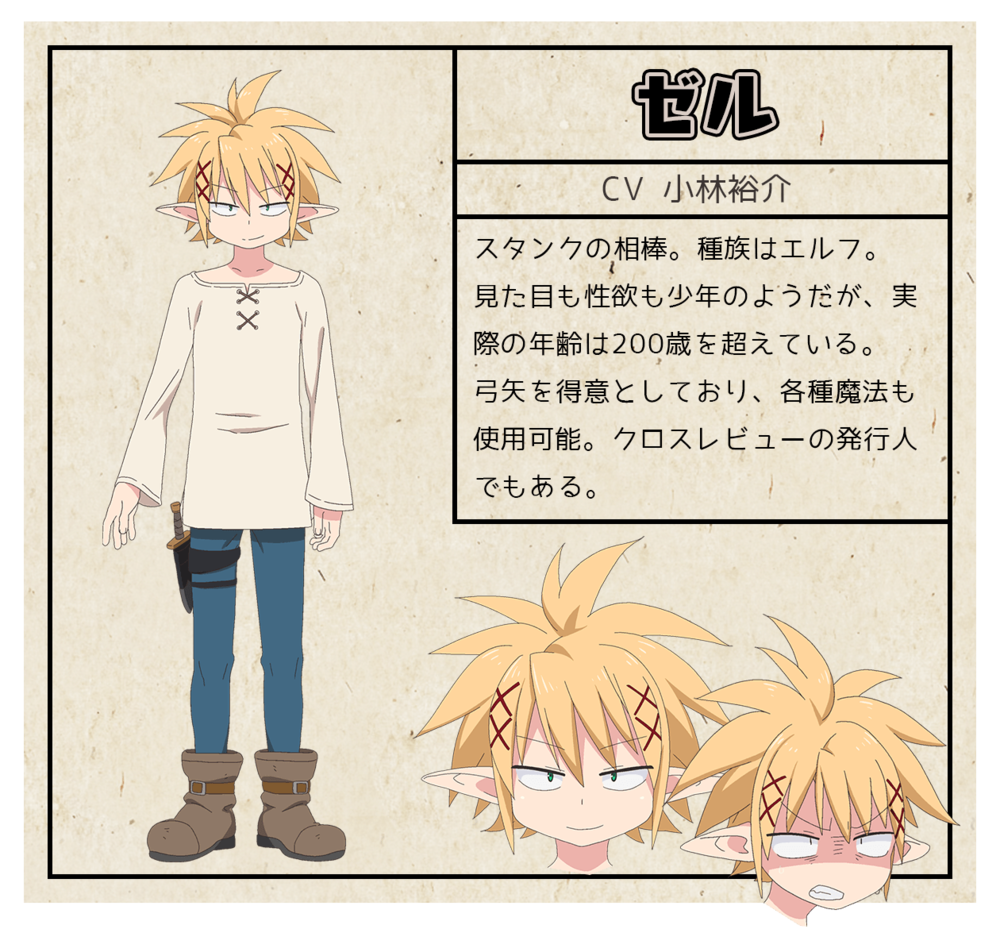 ゼル
CV 小林裕介
スタンクの相棒。種族はエルフ。
見た目も性欲も少年のようだが、実
際の年齢は200歳を超えている。
弓矢を得意としており、各種魔法も
使用可能。クロスレビューの発行人
でもある。